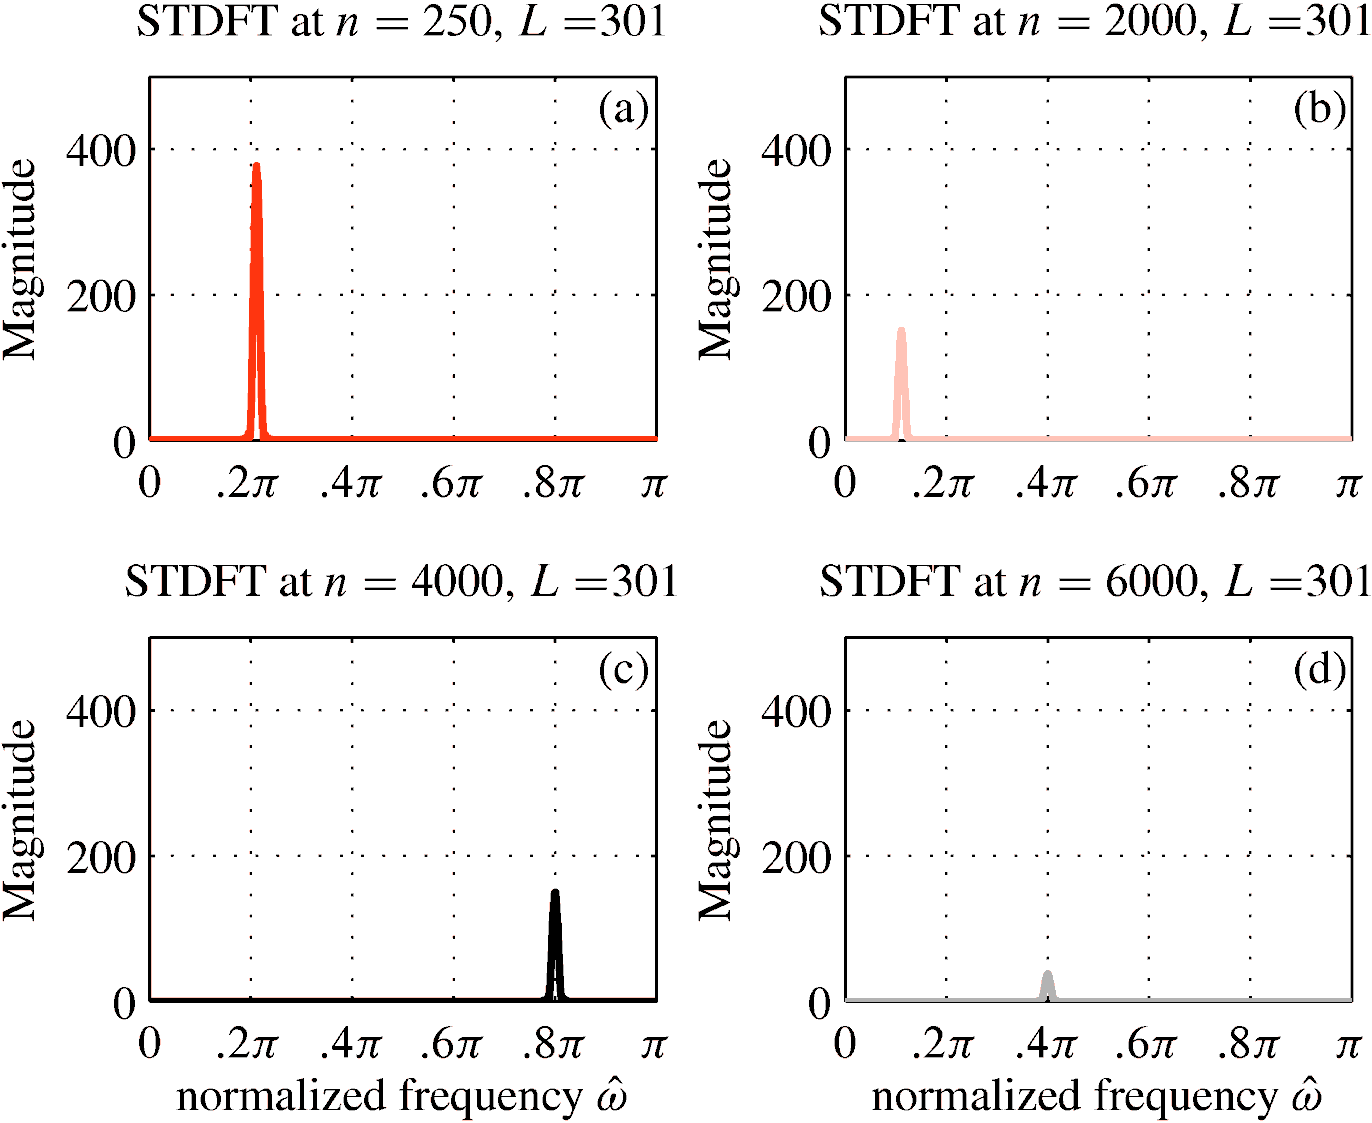 STDFT at n = 250, L =301
(a)
400
200
0
Magnitude
0 .2π .4π .6π .8π π
STDFT at n = 2000, L =301
(b)
400
200
0
Magnitude
0 .2π .4π .6π .8π π
STDFT at n = 4000, L =301
(c)
400
200
0
Magnitude
0 .2π .4π .6π .8π π
normalized frequency ω̂
STDFT at n = 6000, L =301
(d)
400
200
0
Magnitude
0 .2π .4π .6π .8π π
normalized frequency ω̂